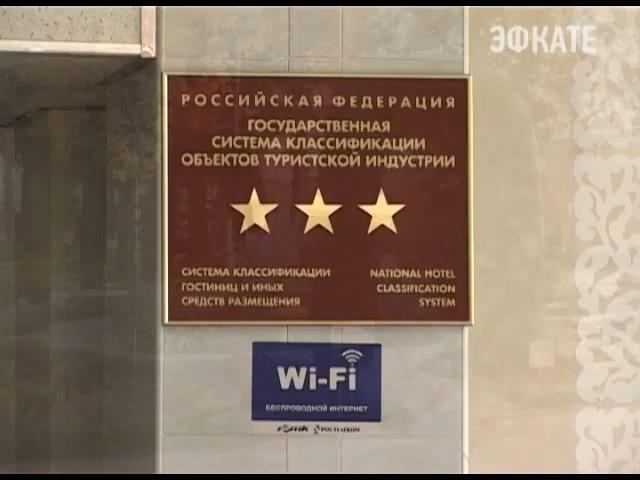 ЭФКАТЕ
РОССИЙСКАЯ ФЕДЕРАЦИЯ
ГОСУДАРСТВЕННАЯ
СИСТЕМА КЛАССИФИКАЦИИ
ОБЪЕКТОВ ТУРИСТСКОЙ ИНДУСТРИИ
СИСТЕМА КЛАССИФИКАЦИИ
ГОСТИНИЦ И ИНЫХ
СРЕДСТВ РАЗМЕЩЕНИЯ
NATIONAL HOTEL
CLASSIFICATION
SYSTEM
Wi-Fi
БЕСПРОВОДНОЙ ИНТЕРНЕТ
РОСТЕЛЕКОМ